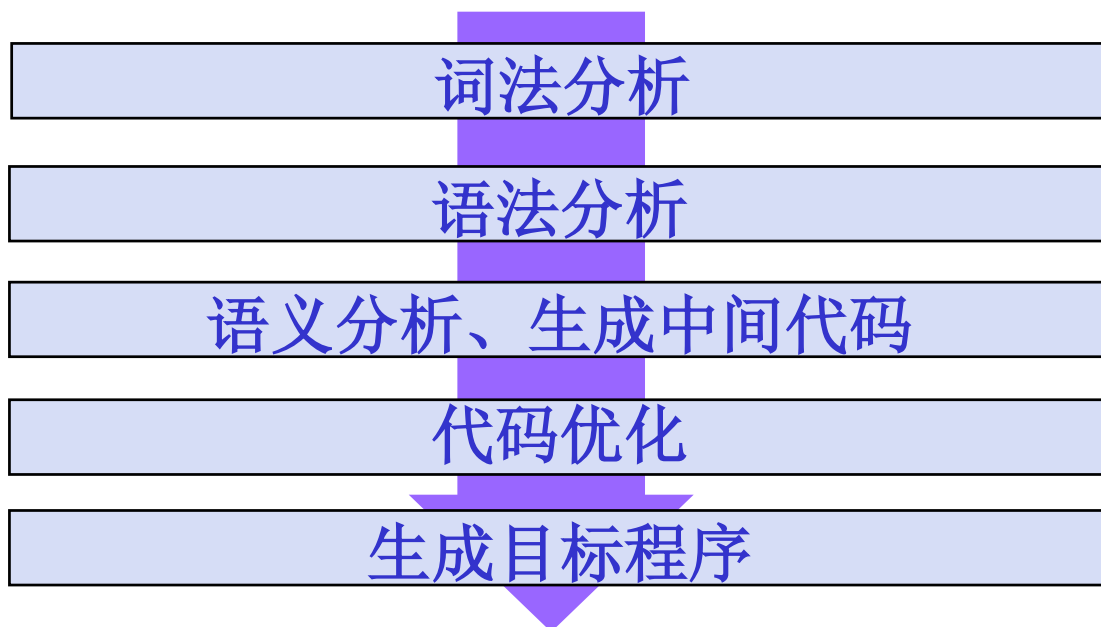 词法分析
语法分析
语义分析、生成中间代码
代码优化
生成目标程序